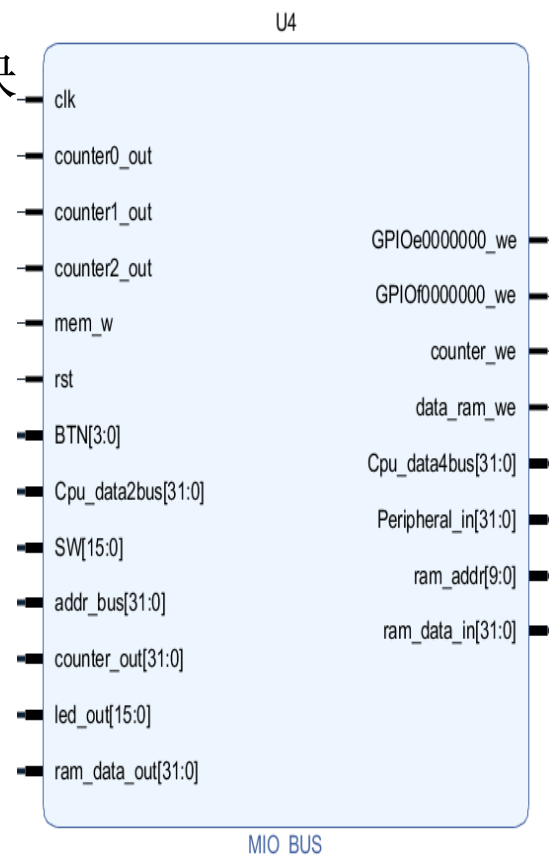 U4
clk
counter0_out
counter1_out
counter2_out
mem_w
rst
BTN[3:0]
Cpu_data2bus[31:0]
SW[15:0]
addr_bus[31:0]
counter_out[31:0]
led_out[15:0]
ram_data_out[31:0]
GPIOe0000000_we
GPIOf0000000_we
counter_we
data_ram_we
Cpu_data4bus[31:0]
Peripheral_in[31:0]
ram_addr[9:0]
ram_data_in[31:0]
MIO BUS